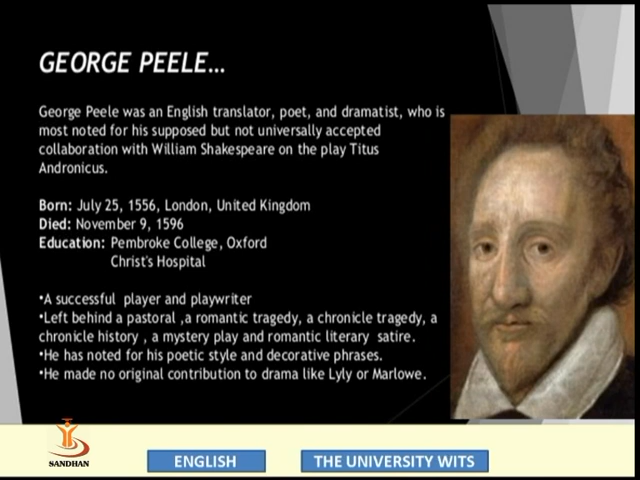 GEORGE PEELE...
George Peele was an English translator, poet, and dramatist, who is
most noted for his supposed but not universally accepted
collaboration with William Shakespeare on the play Titus
Andronicus.
Born: July 25, 1556, London, United Kingdom
Died: November 9, 1596
Education: Pembroke College, Oxford
Christ's Hospital
•A successful player and playwriter
•Left behind a pastoral ,a romantic tragedy, a chronicle tragedy, a
chronicle history , a mystery play and romantic literary satire.
•He has noted for his poetic style and decorative phrases.
•He made no original contribution to drama like Lyly or Marlowe.
SANDHAN
ENGLISH
THE UNIVERSITY WITS